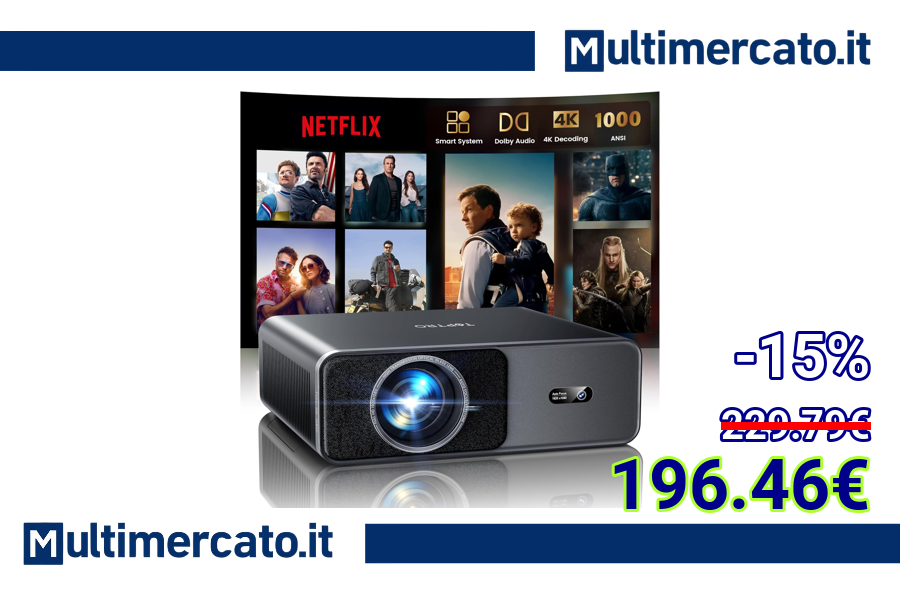 Multimercato.it
NETFLIX
4K
1000
Smart System
Dolby Audio
4K Decoding
ANSI
TOPTRO
-15%
229.79€
196.46€
Multimercato.it